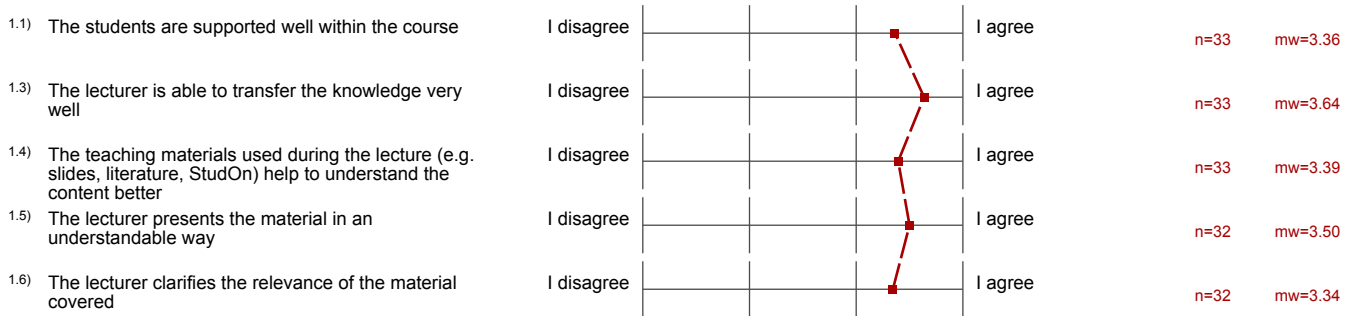 1.1) The students are supported well within the course I disagree I agree n=33 mw=3.36
1.3) The lecturer is able to transfer the knowledge very
well I disagree I agree n=33 mw=3.64
1.4) The teaching materials used during the lecture (e.g.
slides, literature, StudOn) help to understand the
content better I disagree I agree n=33 mw=3.39
1.5) The lecturer presents the material in an
understandable way I disagree I agree n=32 mw=3.50
1.6) The lecturer clarifies the relevance of the material
covered I disagree I agree n=32 mw=3.34